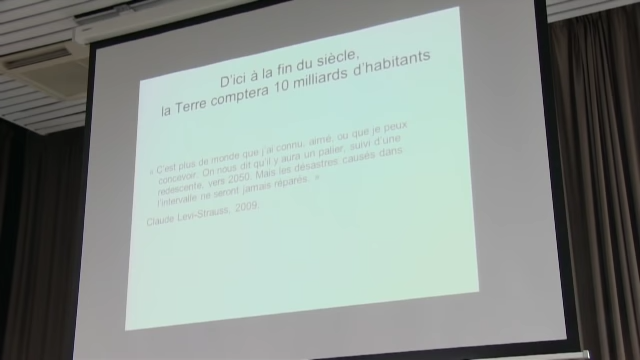 D'ici à la fin du siècle,
la Terre comptera 10 milliards d'habitants
« C'est plus de monde que j'ai connu, aimé, ou que je peux
concevoir. On nous dit qu'il y aura un palier, suivi d'une
redescente, vers 2050. Mais les désastres causés dans
l'intervalle ne seront jamais réparés. »
Claude Levi-Strauss, 2009.